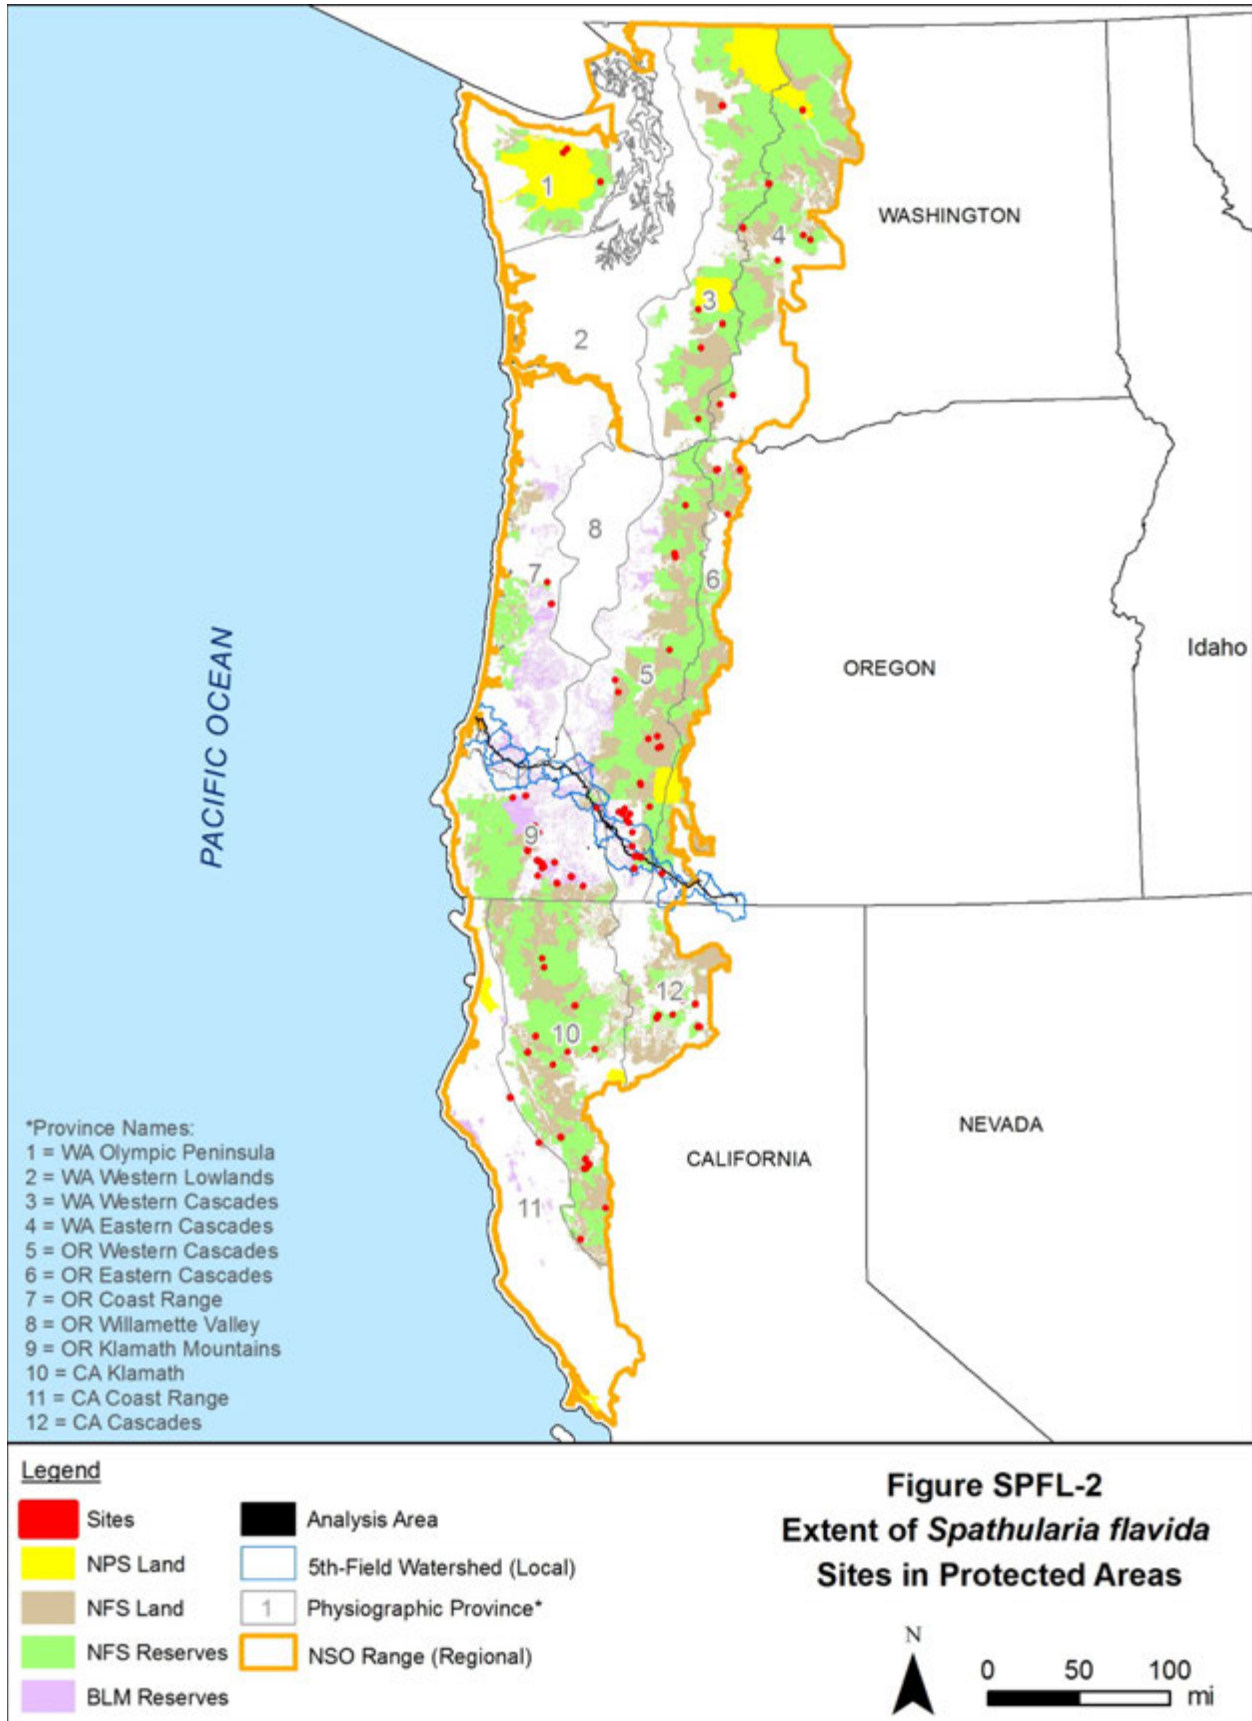 WASHINGTON
1
4
3
2
8
7
6
Idaho
5
OREGON
PACIFIC OCEAN
9
12
10
NEVADA
CALIFORNIA
11
*Province Names:
1 = WA Olympic Peninsula
2 = WA Western Lowlands
3 = WA Western Cascades
4 = WA Eastern Cascades
5 = OR Western Cascades
6 = OR Eastern Cascades
7 = OR Coast Range
8 = OR Willamette Valley
9 = OR Klamath Mountains
10 = CA Klamath
11 = CA Coast Range
12 = CA Cascades
Legend
Sites
NPS Land
NFS Land
NFS Reserves
BLM Reserves
Analysis Area
5th-Field Watershed (Local)
1 Physiographic Province*
NSO Range (Regional)
Figure SPFL-2
Extent of Spathularia flavida
Sites in Protected Areas
N
0 50 100
mi